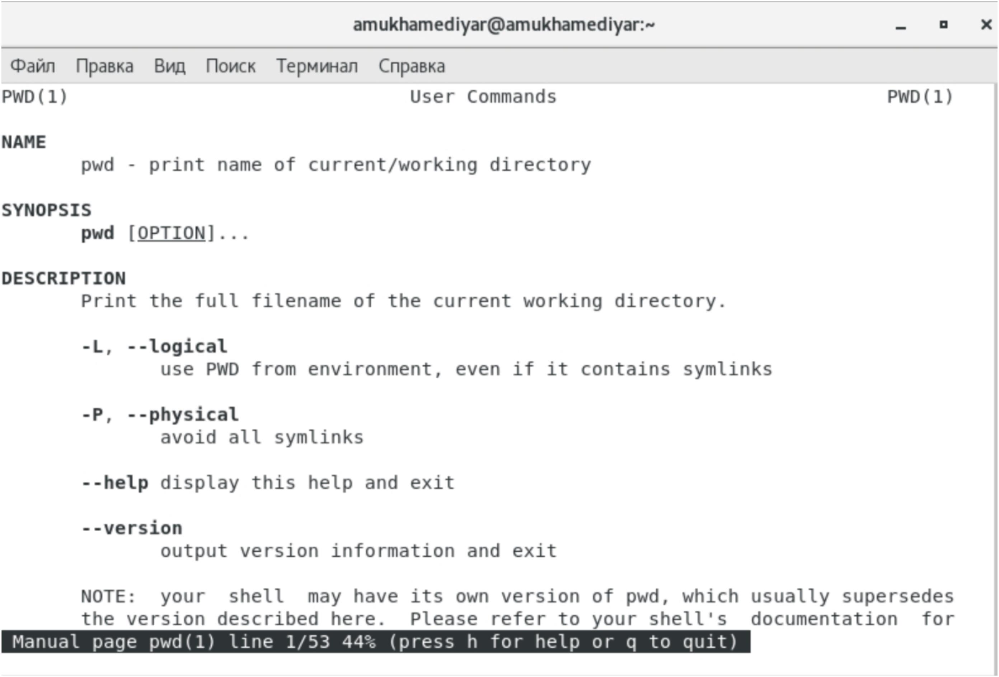 amukhamediyar@amukhamediyar:~
Файл Правка Вид Поиск Терминал Справка
PWD(1) User Commands PWD(1)
NAME
pwd - print name of current/working directory
SYNOPSIS
pwd [OPTION]...
DESCRIPTION
Print the full filename of the current working directory.
-L, --logical
use PWD from environment, even if it contains symlinks
-P, --physical
avoid all symlinks
--help display this help and exit
--version
output version information and exit
NOTE: your shell may have its own version of pwd, which usually supersedes
the version described here. Please refer to your shell's documentation for
Manual page pwd(1) line 1/53 44% (press h for help or q to quit)